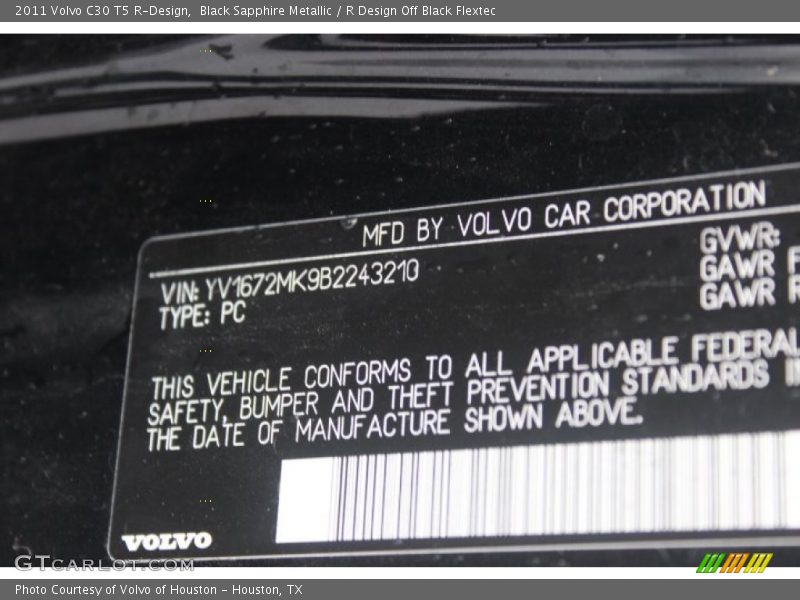 2011 Volvo C30 T5 R-Design,  Black Sapphire Metallic / R Design Off Black Flextec
MFD BY VOLVO CAR CORPORATION
VIN: YV1672MK9B2243210
TYPE: PC
GVWR:
GAWR F
GAWR R
THIS VEHICLE CONFORMS TO ALL APPLICABLE FEDERAL
SAFETY, BUMPER AND THEFT PREVENTION STANDARDS IN
THE DATE OF MANUFACTURE SHOWN ABOVE.
VOLVO
GTCARLOT.COM
Photo Courtesy of Volvo of Houston - Houston, TX